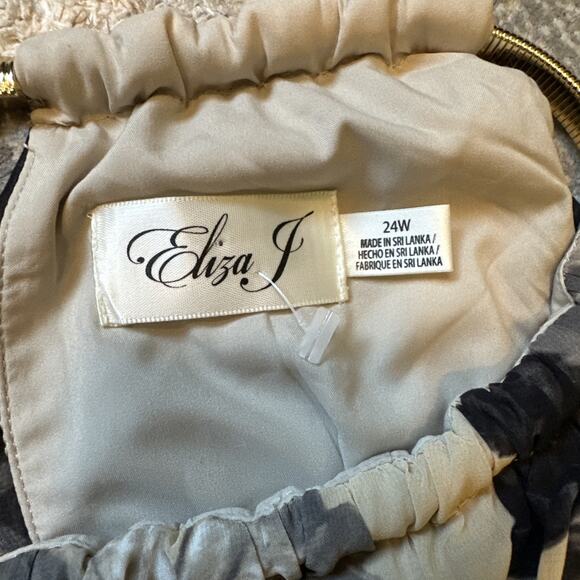 Eliza J
24W
MADE IN SRI LANKA /
HECHO EN SRI LANKA /
FABRIQUE EN SRI LANKA